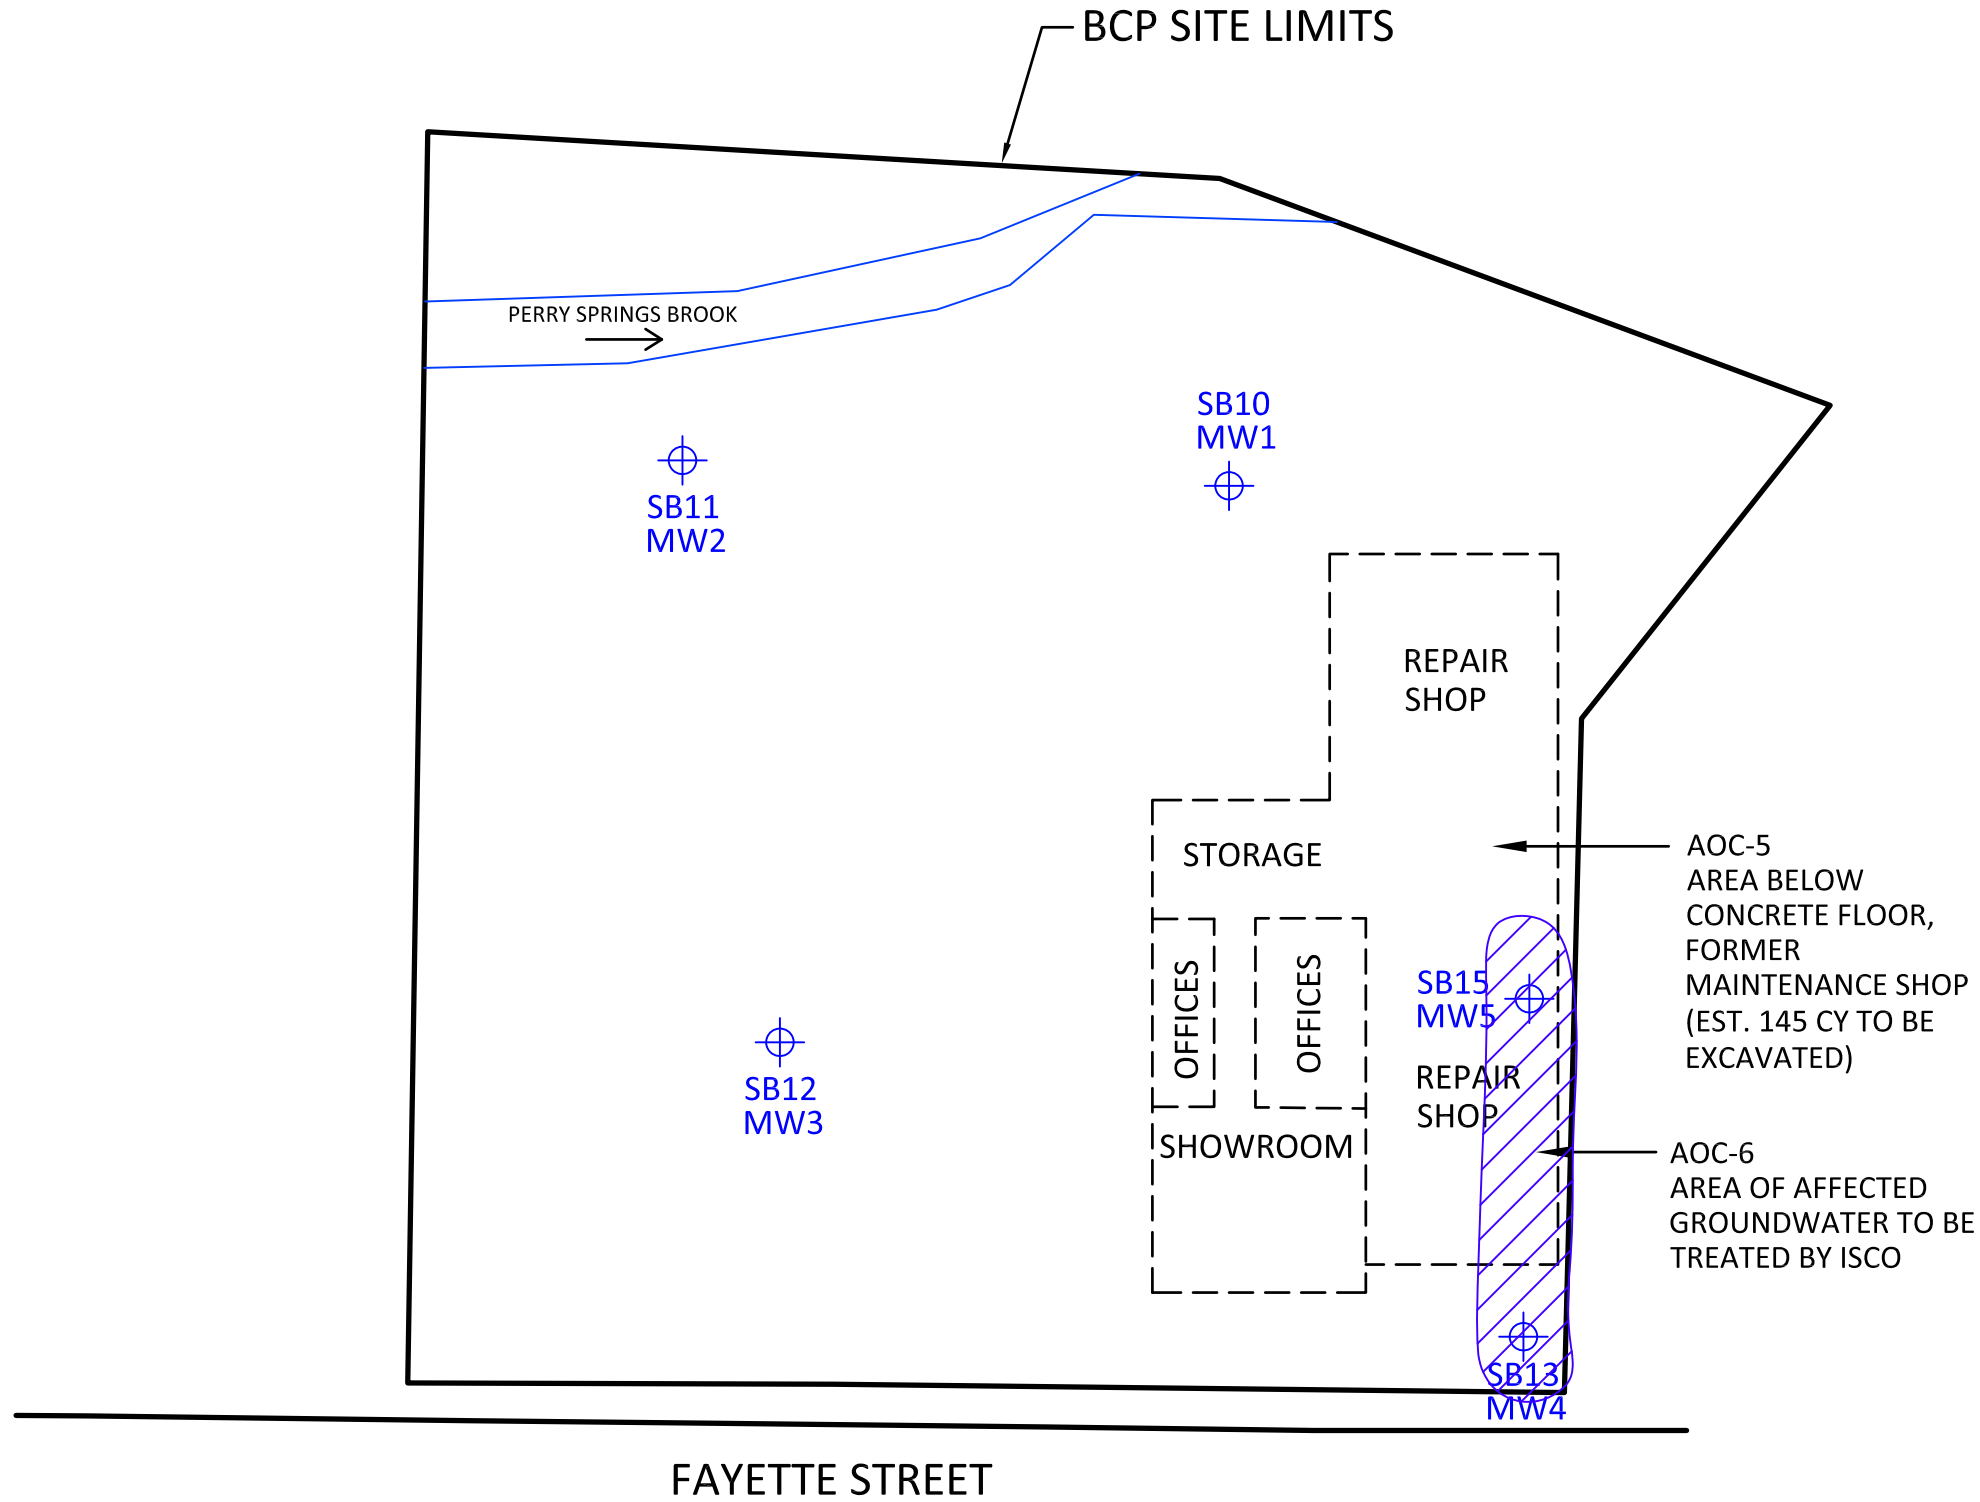 BCP SITE LIMITS
PERRY SPRINGS BROOK
SB10
MW1
SB11
MW2
REPAIR
SHOP
STORAGE
AOC-5
AREA BELOW
CONCRETE FLOOR,
FORMER
MAINTENANCE SHOP
(EST. 145 CY TO BE
EXCAVATED)
OFFICES
OFFICES
SB15
MW5
REPAIR
SHOP
SB12
MW3
SHOWROOM
AOC-6
AREA OF AFFECTED
GROUNDWATER TO BE
TREATED BY ISCO
SB13
MW4
FAYETTE STREET